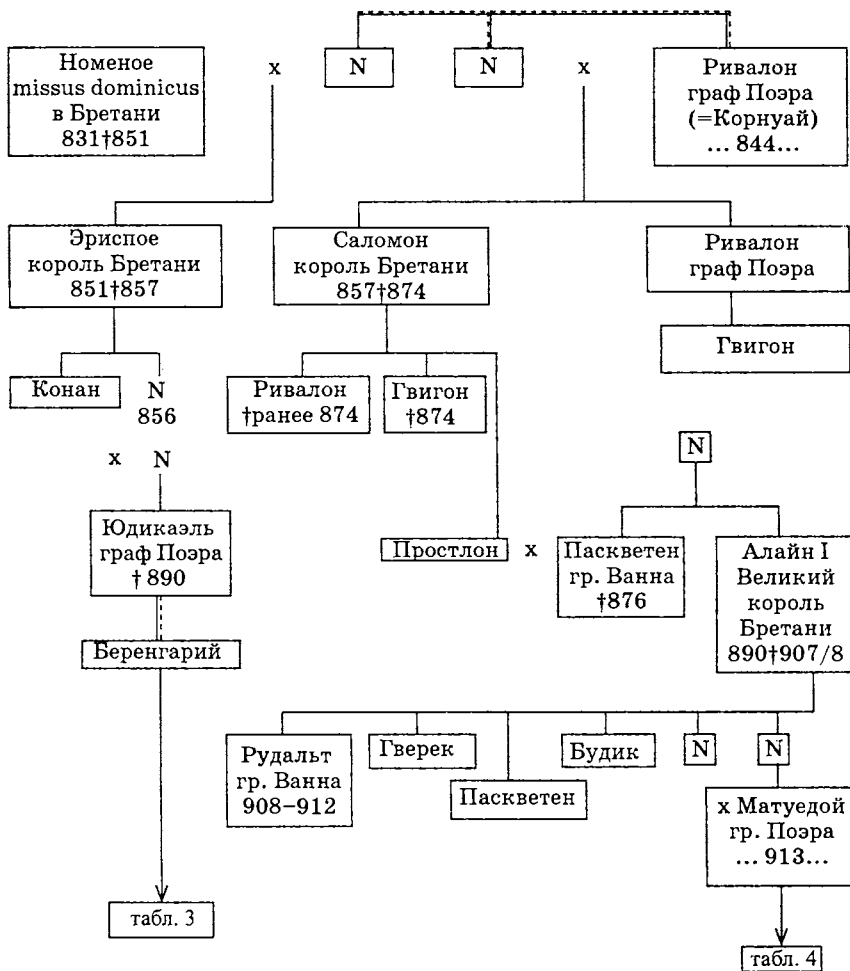 Номеное
missus dominicus
в Бретани
831†851
x
N
N
x
Ривалон
граф Поэра
(=Корнуай)
... 844...
Эриспое
король Бретани
851†857
Саломон
король Бретани
857†874
Ривалон
граф Поэра
Гвигон
Конан
N
856
Ривалон
†ранее 874
Гвигон
†874
x N
N
Юдикаэль
граф Поэра
† 890
Простлон
x
Паскветен
гр. Ванна
†876
Алайн I
Великий
король
Бретани
890†907/8
Беренгарий
Рудальт
гр. Ванна
908–912
Гверек
Паскветен
Будик
N
N
x Матуедой
гр. Поэра
... 913...
табл. 3
табл. 4